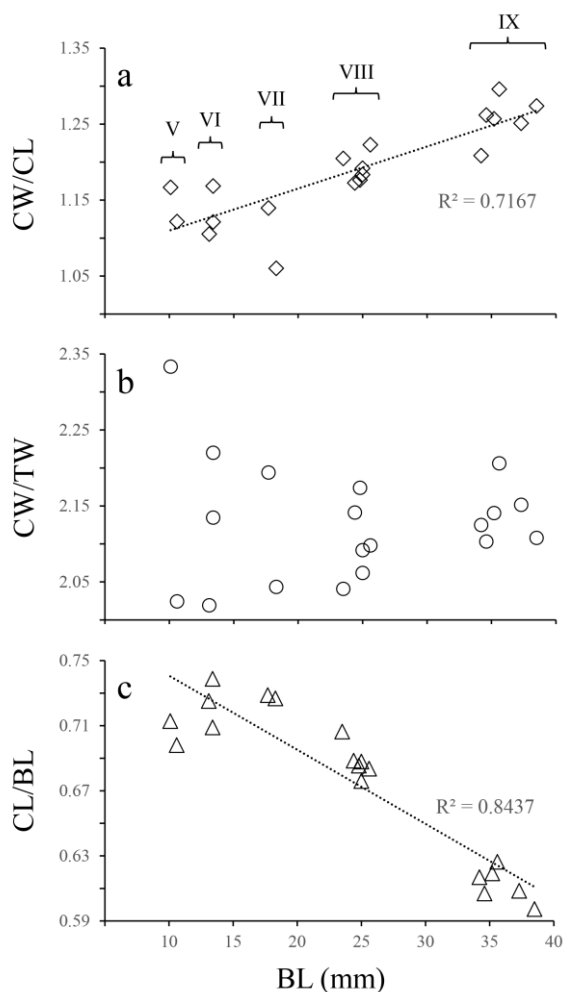 IX
a
VIII
VII
V
VI
1.35
1.25
1.15
1.05
CW/CL
R² = 0.7167
b
2.35
2.25
2.15
2.05
CW/TW
c
0.75
0.71
0.67
0.63
0.59
CL/BL
R² = 0.8437
10 15 20 25 30 35 40
BL (mm)